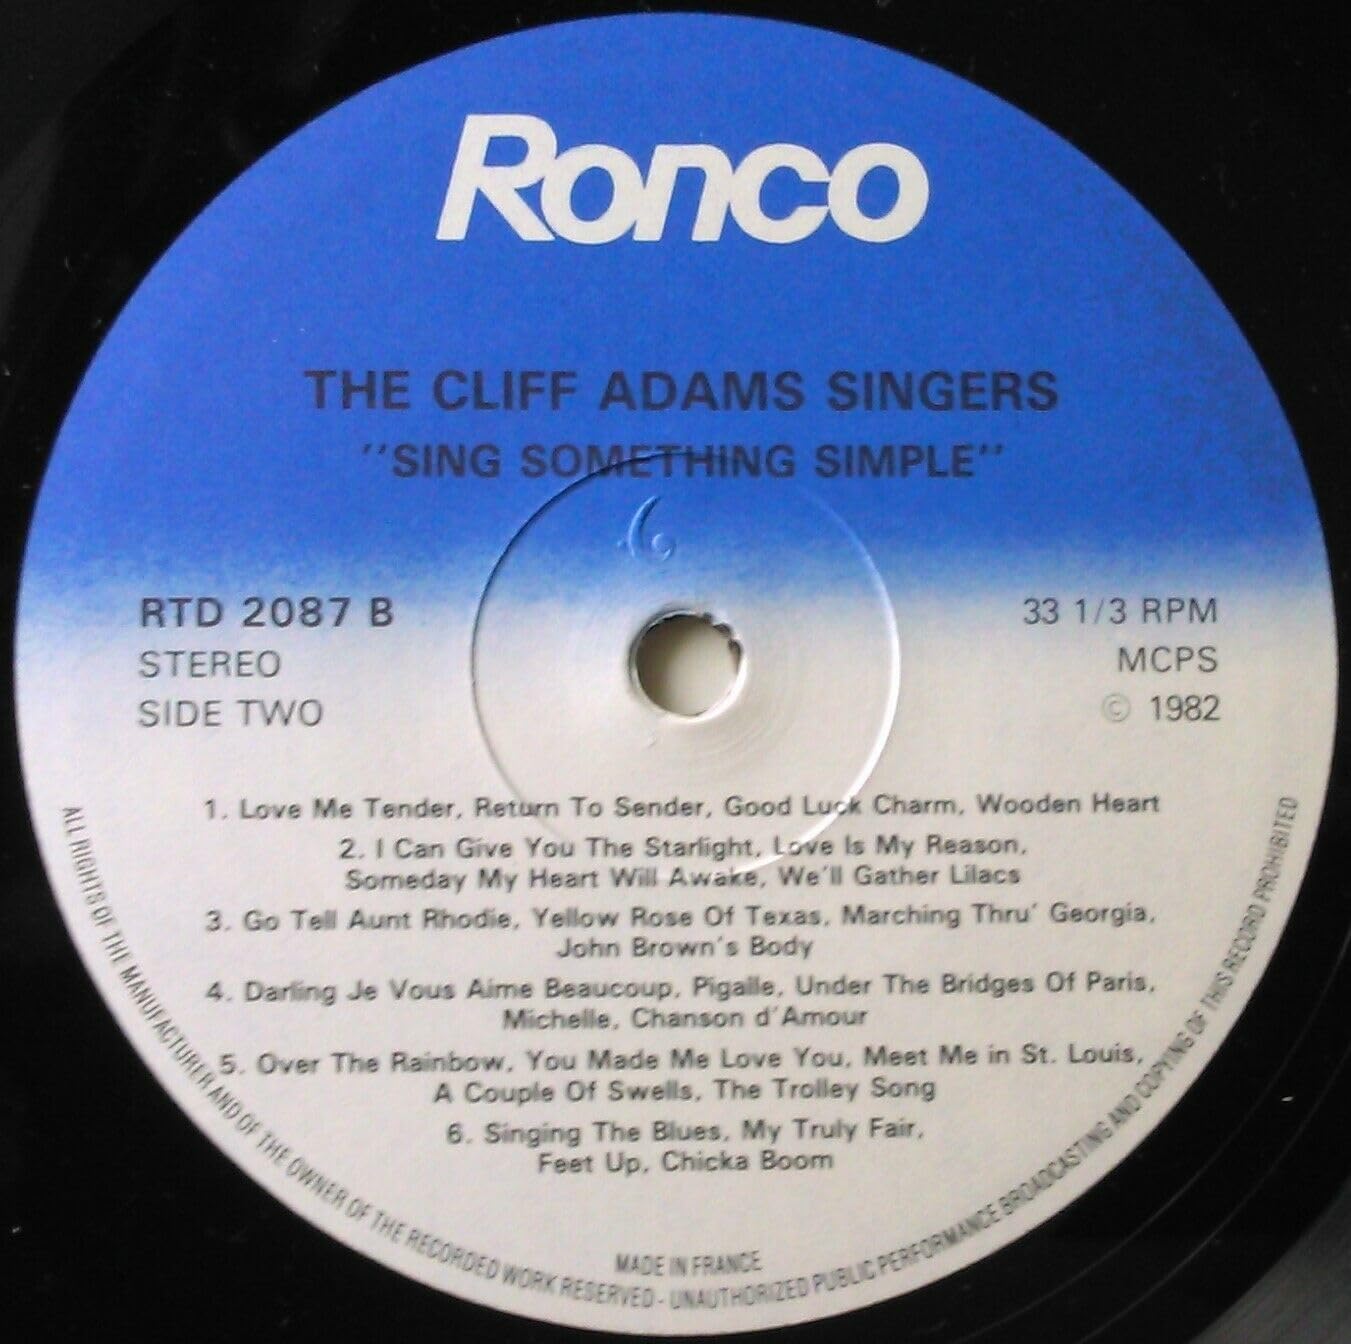 Ronco
THE CLIFF ADAMS SINGERS
"SING SOMETHING SIMPLE"
6
RTD 2087 B
STEREO
SIDE TWO
33 1/3 RPM
MCPS
© 1982
1. Love Me Tender, Return To Sender, Good Luck Charm, Wooden Heart
2. I Can Give You The Starlight, Love Is My Reason,
Someday My Heart Will Awake, We'll Gather Lilacs
3. Go Tell Aunt Rhodie, Yellow Rose Of Texas, Marching Thru' Georgia,
John Brown's Body
4. Darling Je Vous Aime Beaucoup, Pigalle, Under The Bridges Of Paris,
Michelle, Chanson d'Amour
5. Over The Rainbow, You Made Me Love You, Meet Me in St. Louis,
A Couple Of Swells, The Trolley Song
6. Singing The Blues, My Truly Fair,
Feet Up, Chicka Boom
MADE IN FRANCE
ALL RIGHTS OF THE MANUFACTURER AND OF THE OWNER OF THE RECORDED WORK RESERVED - UNAUTHORIZED PUBLIC PERFORMANCE BROADCASTING AND COPYING OF THIS RECORD PROHIBITED